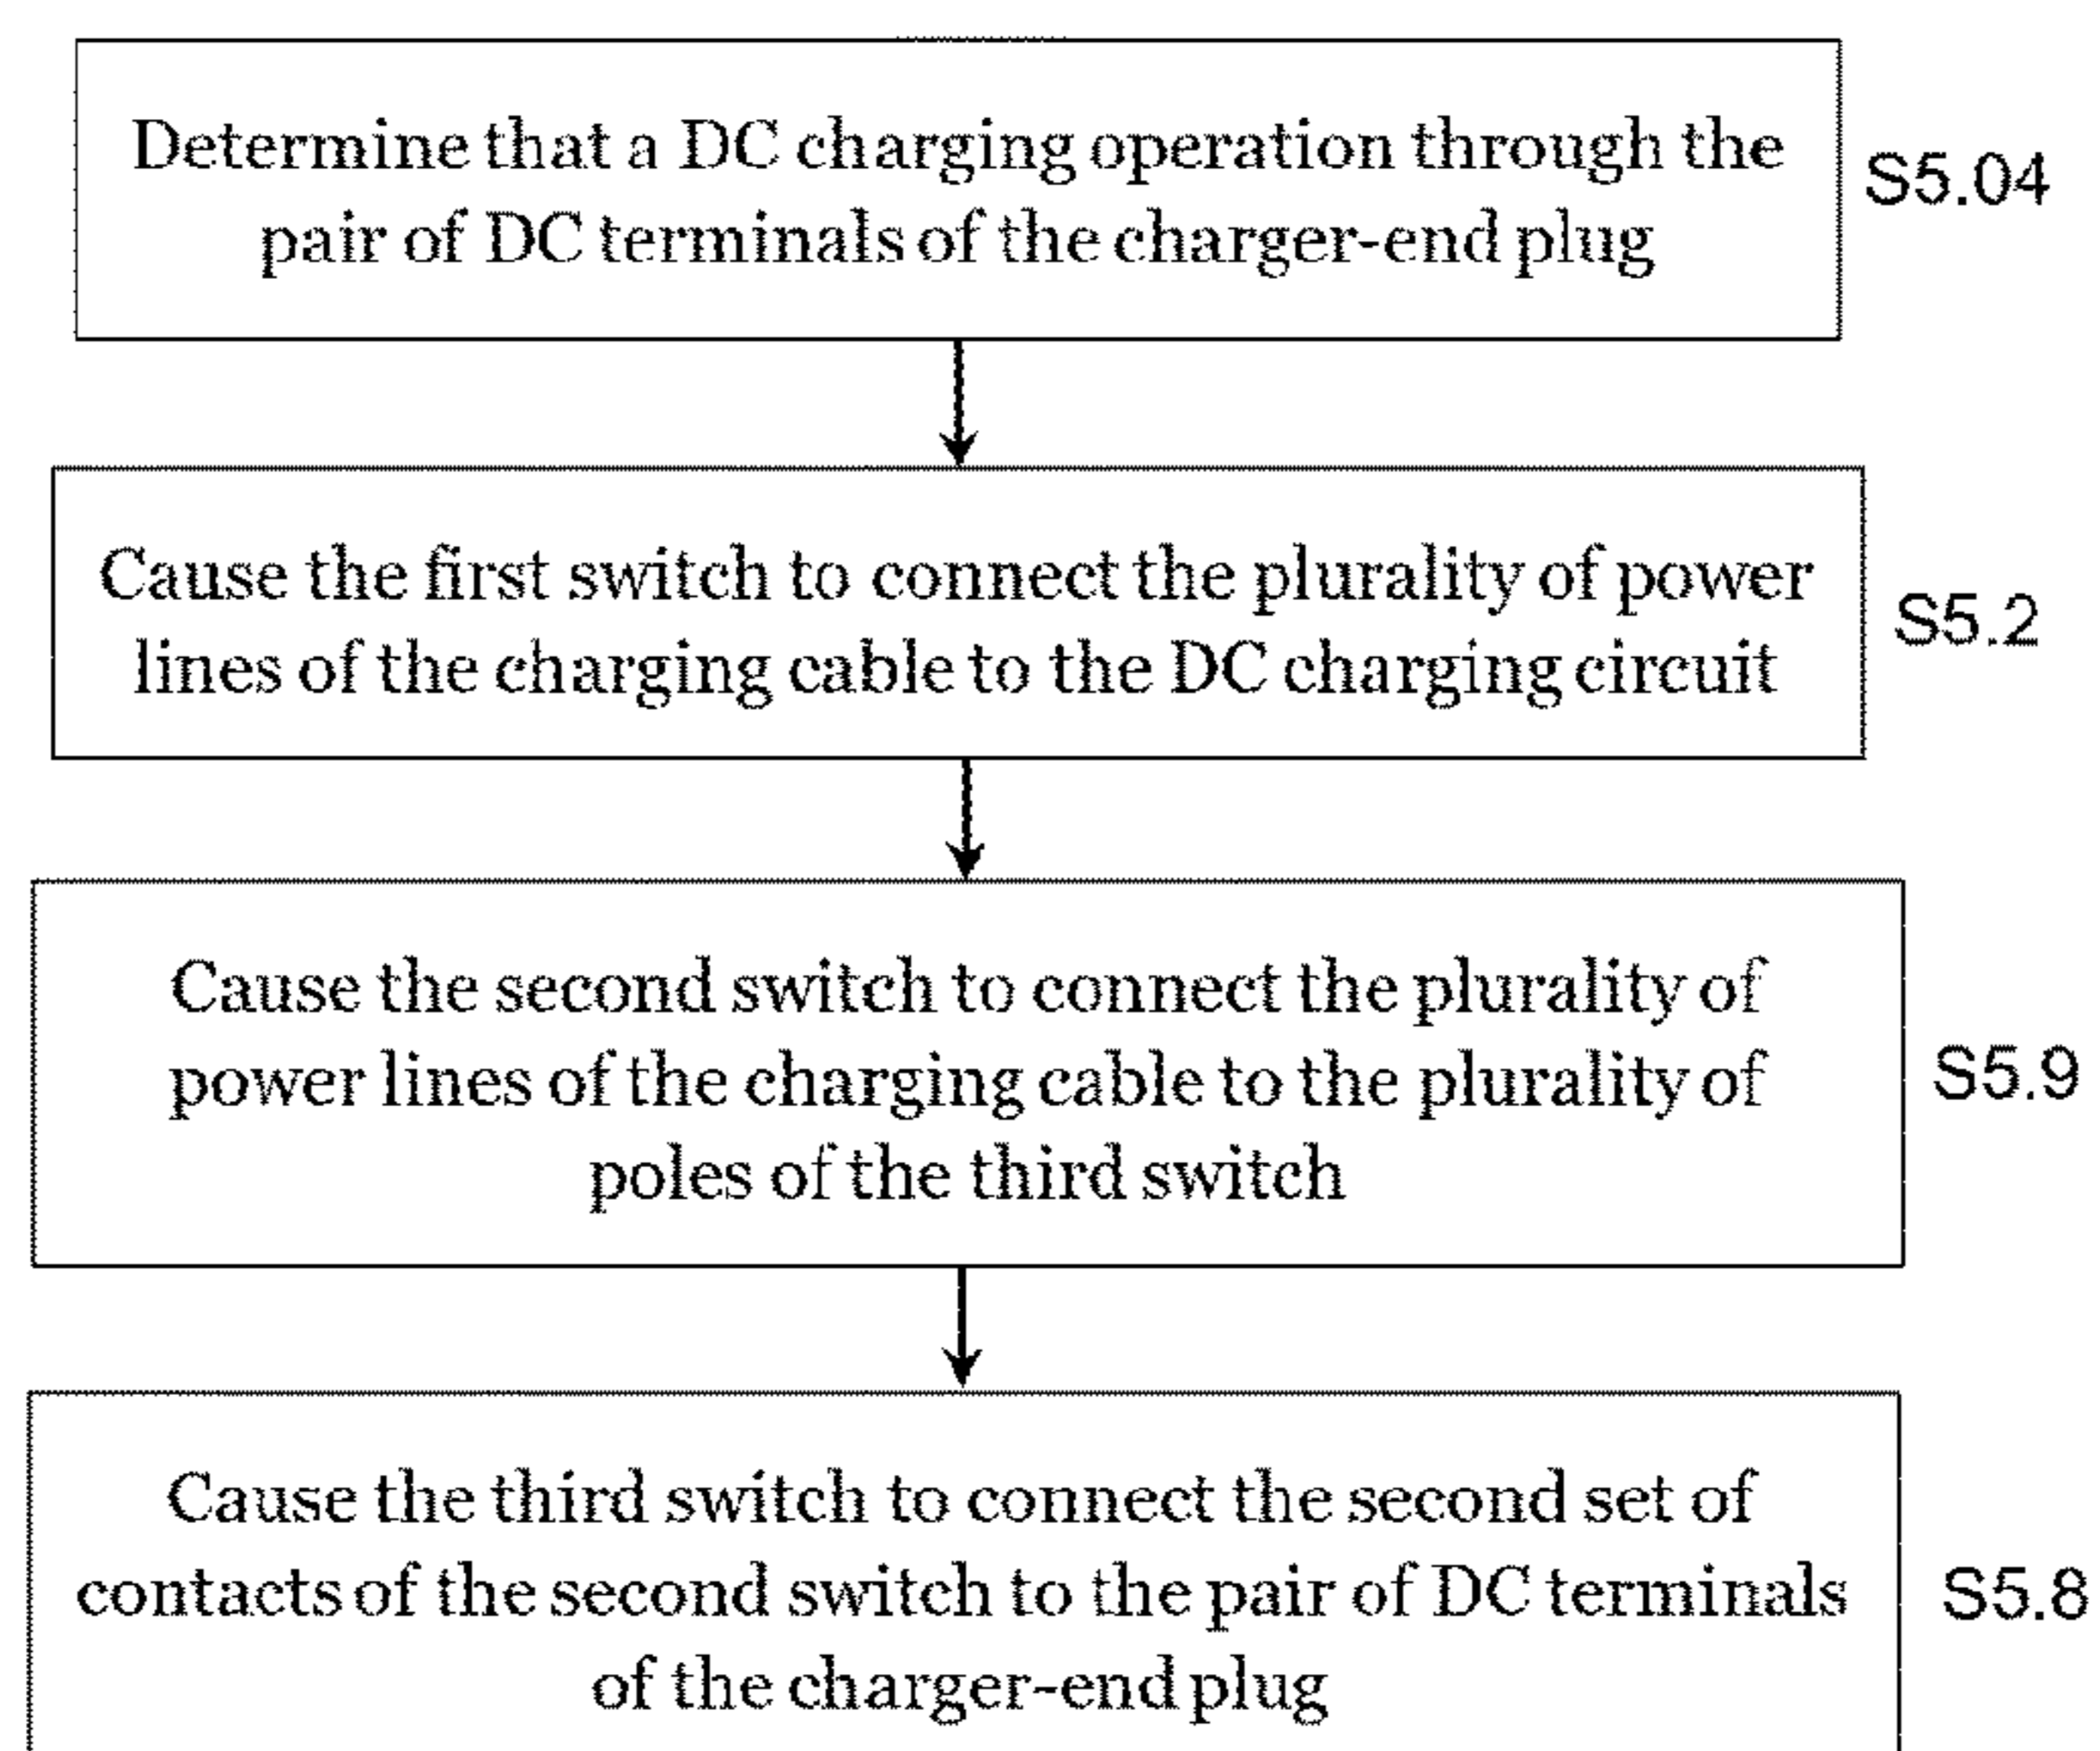 Determine that a DC charging operation through the
pair of DC terminals of the charger-end plug
S5.04
Cause the first switch to connect the plurality of power
lines of the charging cable to the DC charging circuit
S5.2
Cause the second switch to connect the plurality of
power lines of the charging cable to the plurality of
poles of the third switch
S5.9
Cause the third switch to connect the second set of
contacts of the second switch to the pair of DC terminals
of the charger-end plug
S5.8